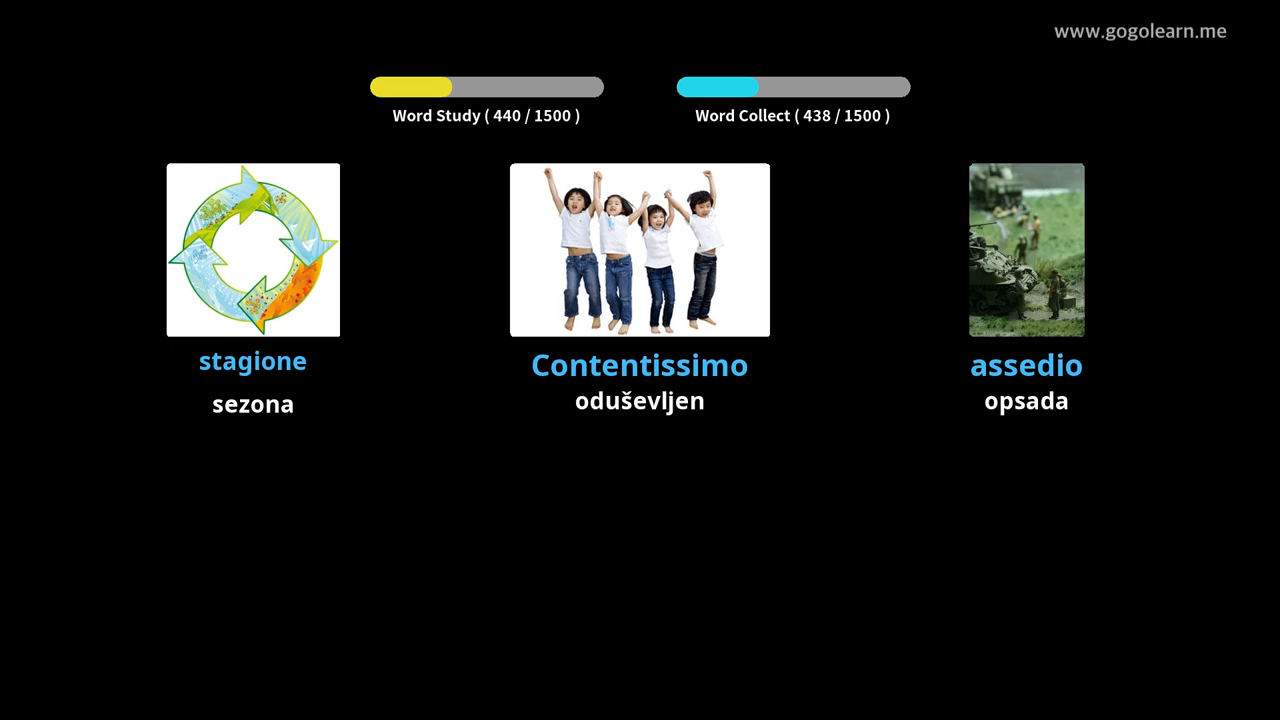 www.gogolearn.me
Word Study ( 440 / 1500 )
Word Collect ( 438 / 1500 )
stagione
sezona
Contentissimo
oduševljen
assedio
opsada